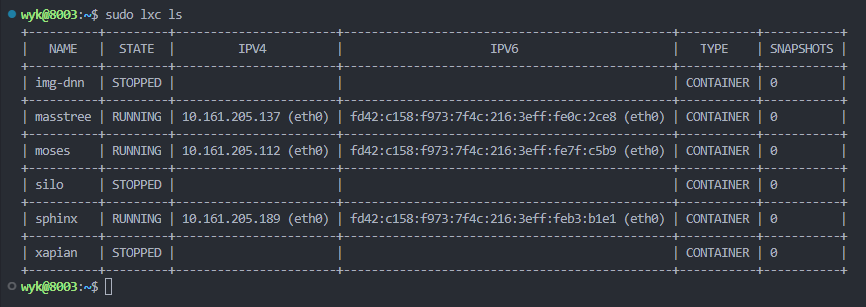 wyk@8003:~$ sudo lxc ls
+----------+---------+-----------------------+-----------------------------------------------+-----------+-----------+
| NAME | STATE | IPV4 | IPV6 | TYPE | SNAPSHOTS |
+----------+---------+-----------------------+-----------------------------------------------+-----------+-----------+
| img-dnn | STOPPED | | | CONTAINER | 0 |
+----------+---------+-----------------------+-----------------------------------------------+-----------+-----------+
| masstree | RUNNING | 10.161.205.137 (eth0) | fd42:c158:f973:7f4c:216:3eff:fe0c:2ce8 (eth0) | CONTAINER | 0 |
+----------+---------+-----------------------+-----------------------------------------------+-----------+-----------+
| moses | RUNNING | 10.161.205.112 (eth0) | fd42:c158:f973:7f4c:216:3eff:fe7f:c5b9 (eth0) | CONTAINER | 0 |
+----------+---------+-----------------------+-----------------------------------------------+-----------+-----------+
| silo | STOPPED | | | CONTAINER | 0 |
+----------+---------+-----------------------+-----------------------------------------------+-----------+-----------+
| sphinx | RUNNING | 10.161.205.189 (eth0) | fd42:c158:f973:7f4c:216:3eff:feb3:b1e1 (eth0) | CONTAINER | 0 |
+----------+---------+-----------------------+-----------------------------------------------+-----------+-----------+
| xapian | STOPPED | | | CONTAINER | 0 |
+----------+---------+-----------------------+-----------------------------------------------+-----------+-----------+
wyk@8003:~$